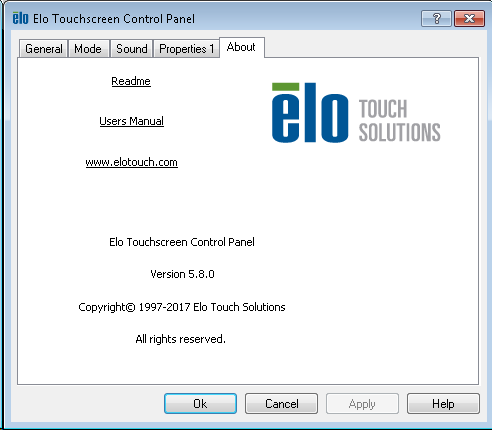 elo Elo Touchscreen Control Panel ?
General Mode Sound Properties 1 About
Readme
Users Manual
www.elotouch.com
elo TOUCH
SOLUTIONS
Elo Touchscreen Control Panel
Version 5.8.0
Copyright© 1997-2017 Elo Touch Solutions
All rights reserved.
Ok Cancel Apply Help